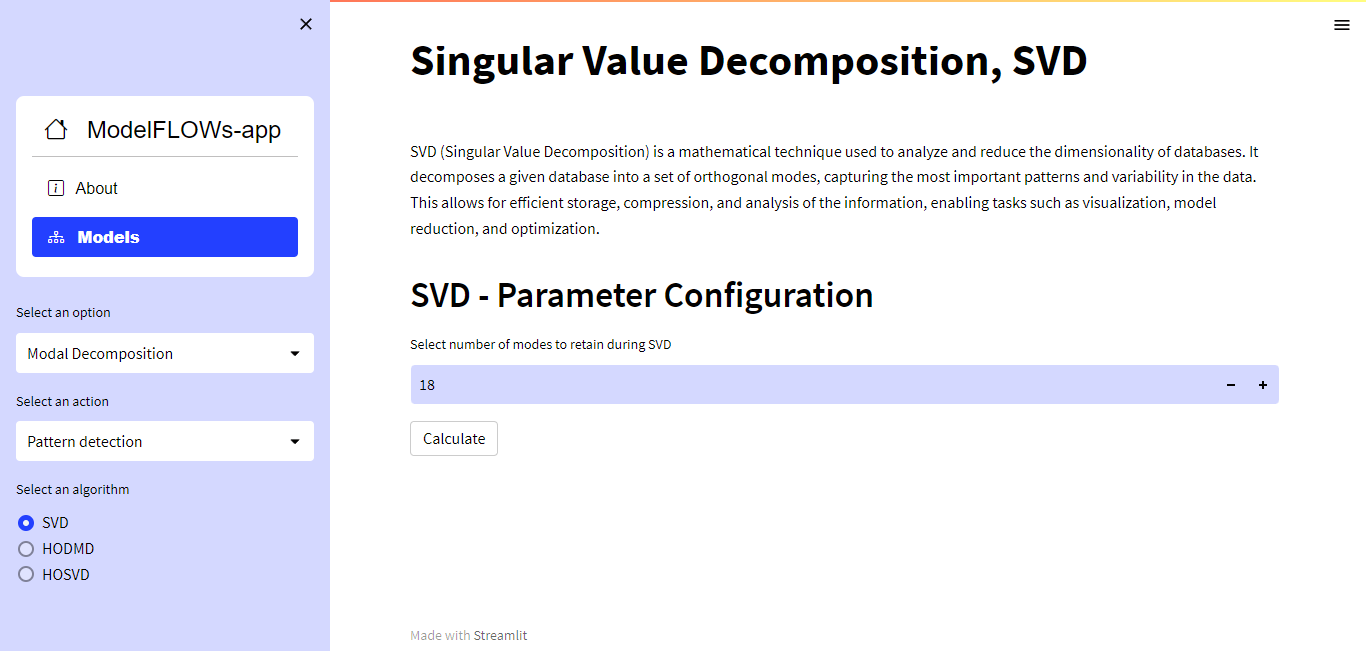 ModelFLOWs-app
About
Models
Select an option
Modal Decomposition
Select an action
Pattern detection
Select an algorithm
SVD
HODMD
HOSVD
Singular Value Decomposition, SVD
SVD (Singular Value Decomposition) is a mathematical technique used to analyze and reduce the dimensionality of databases. It
decomposes a given database into a set of orthogonal modes, capturing the most important patterns and variability in the data.
This allows for efficient storage, compression, and analysis of the information, enabling tasks such as visualization, model
reduction, and optimization.
SVD - Parameter Configuration
Select number of modes to retain during SVD
18
Calculate
Made with Streamlit